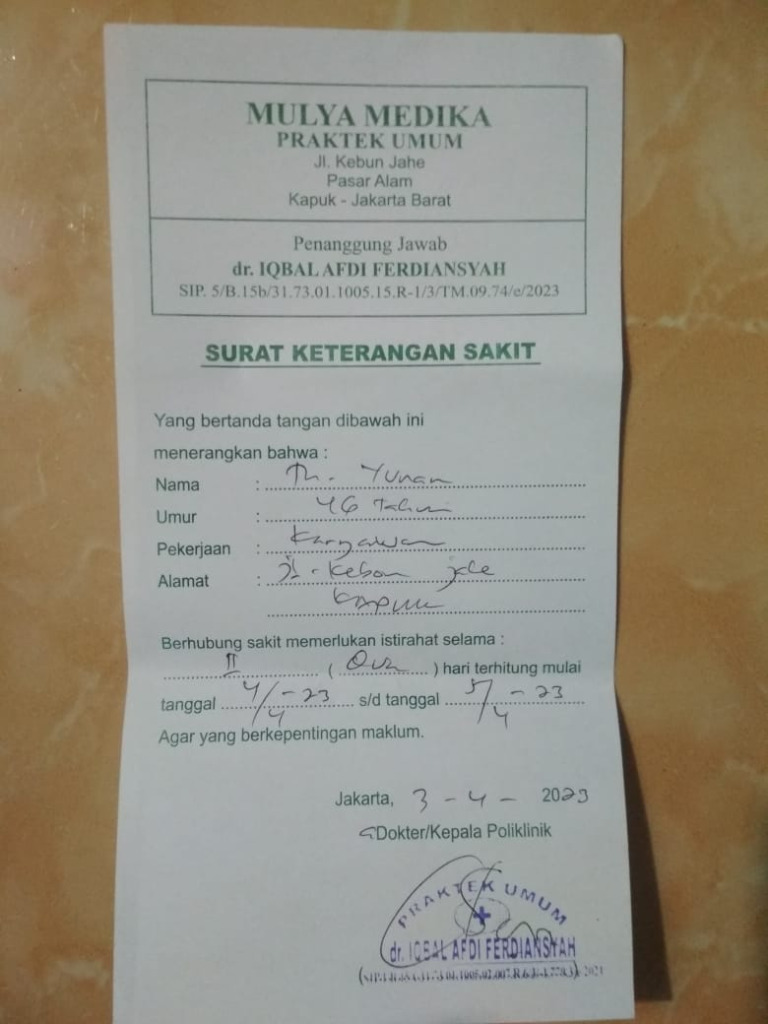 MULYA MEDIKA
PRAKTEK UMUM
Jl. Kebun Jahe
Pasar Alam
Kapuk - Jakarta Barat
Penanggung Jawab
dr. IQBAL AFDI FERDIANSYAH
SIP. 5/B.15b/31.73.01.1005.15.R-1/3/TM.09.74/e/2023
SURAT KETERANGAN SAKIT
Yang bertanda tangan dibawah ini
menerangkan bahwa :
Nama : Tn. Yunan
Umur : 46 Tahun
Pekerjaan : Karyawan
Alamat : Jl. Kebon jahe
Kapuk
Berhubung sakit memerlukan istirahat selama :
II ( Dua ) hari terhitung mulai
tanggal 4/4-23 s/d tanggal 5/4-23
Agar yang berkepentingan maklum.
Jakarta, 3 - 4 - 2023
Dokter/Kepala Poliklinik
PRAKTEK UMUM
dr. IQBAL AFDI FERDIANSYAH